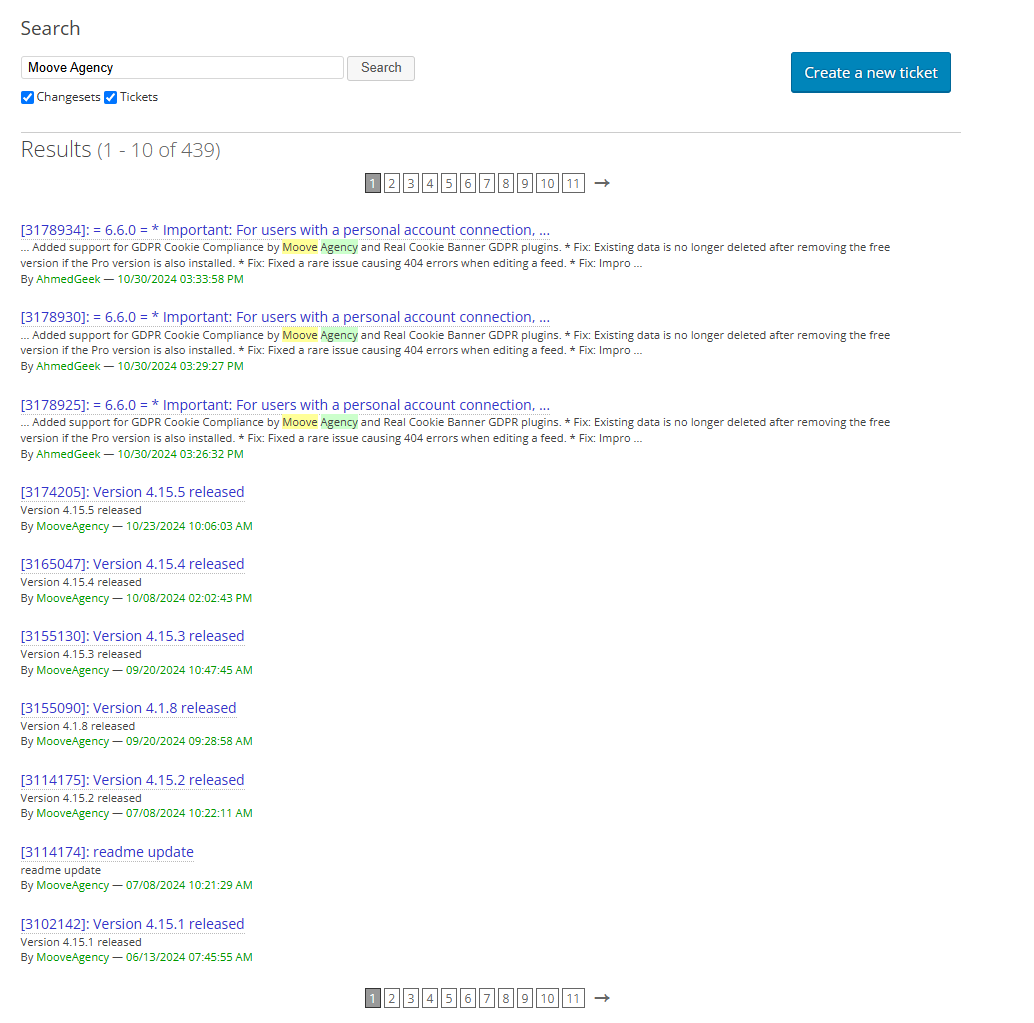 Search
Moove Agency
Search
Create a new ticket
Changesets Tickets
Results (1 - 10 of 439)
1 2 3 4 5 6 7 8 9 10 11 →
[3178934]: = 6.6.0 = * Important: For users with a personal account connection, ...
... Added support for GDPR Cookie Compliance by Moove Agency and Real Cookie Banner GDPR plugins. * Fix: Existing data is no longer deleted after removing the free
version if the Pro version is also installed. * Fix: Fixed a rare issue causing 404 errors when editing a feed. * Fix: Impro ...
By AhmedGeek — 10/30/2024 03:33:58 PM
[3178930]: = 6.6.0 = * Important: For users with a personal account connection, ...
... Added support for GDPR Cookie Compliance by Moove Agency and Real Cookie Banner GDPR plugins. * Fix: Existing data is no longer deleted after removing the free
version if the Pro version is also installed. * Fix: Fixed a rare issue causing 404 errors when editing a feed. * Fix: Impro ...
By AhmedGeek — 10/30/2024 03:29:27 PM
[3178925]: = 6.6.0 = * Important: For users with a personal account connection, ...
... Added support for GDPR Cookie Compliance by Moove Agency and Real Cookie Banner GDPR plugins. * Fix: Existing data is no longer deleted after removing the free
version if the Pro version is also installed. * Fix: Fixed a rare issue causing 404 errors when editing a feed. * Fix: Impro ...
By AhmedGeek — 10/30/2024 03:26:32 PM
[3174205]: Version 4.15.5 released
Version 4.15.5 released
By MooveAgency — 10/23/2024 10:06:03 AM
[3165047]: Version 4.15.4 released
Version 4.15.4 released
By MooveAgency — 10/08/2024 02:02:43 PM
[3155130]: Version 4.15.3 released
Version 4.15.3 released
By MooveAgency — 09/20/2024 10:47:45 AM
[3155090]: Version 4.1.8 released
Version 4.1.8 released
By MooveAgency — 09/20/2024 09:28:58 AM
[3114175]: Version 4.15.2 released
Version 4.15.2 released
By MooveAgency — 07/08/2024 10:22:11 AM
[3114174]: readme update
readme update
By MooveAgency — 07/08/2024 10:21:29 AM
[3102142]: Version 4.15.1 released
Version 4.15.1 released
By MooveAgency — 06/13/2024 07:45:55 AM
1 2 3 4 5 6 7 8 9 10 11 →